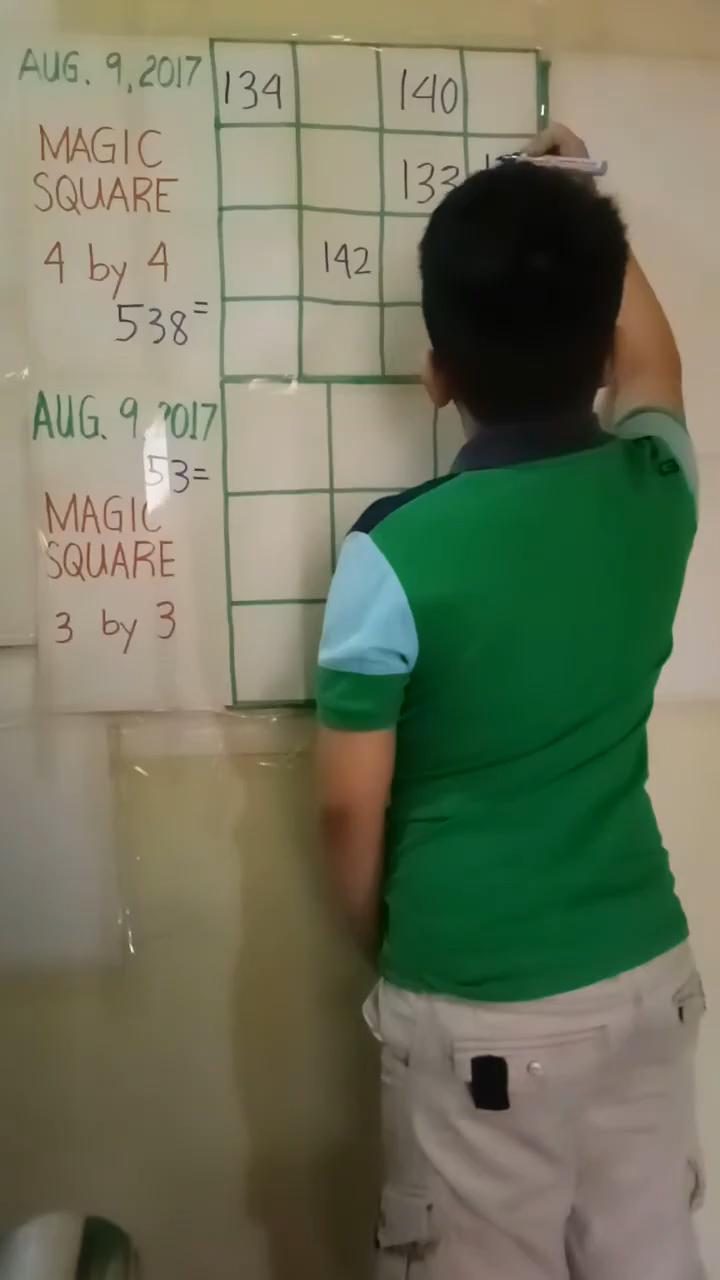 AUG. 9, 2017
MAGIC
SQUARE
4 by 4
538=
134 140
133
142
AUG. 9 2017
53=
MAGIC
SQUARE
3 by 3